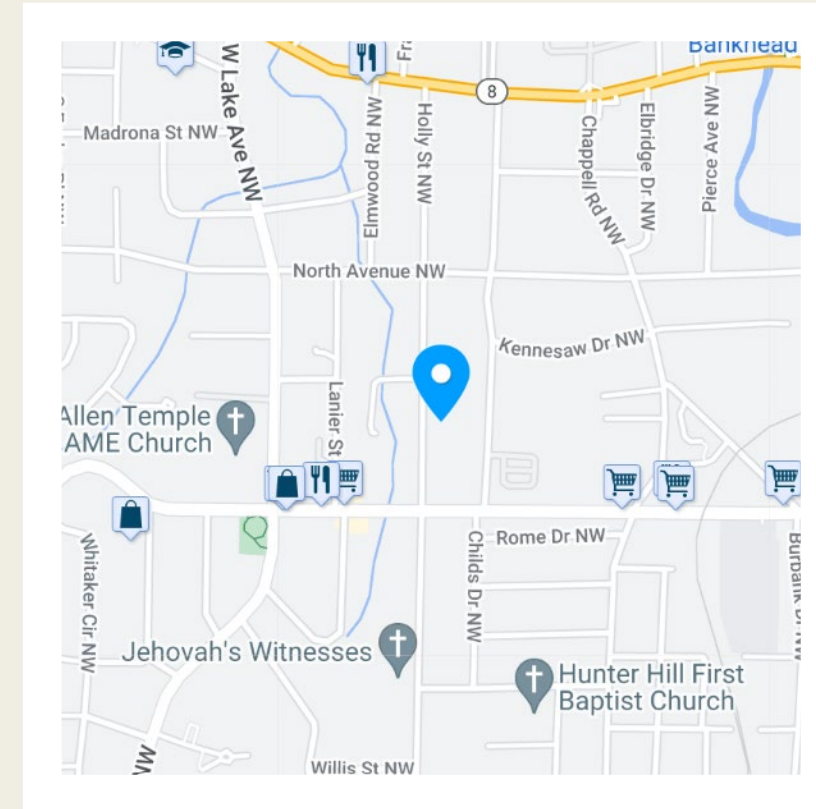 Bankhead
W Lake Ave NW
8
Madrona St NW
Elmwood Rd NW
Holly St NW
Chappell Rd NW
Elbridge Dr NW
Pierce Ave NW
North Avenue NW
Kennesaw Dr NW
Lanier St
Allen Temple
AME Church
Rome Dr NW
Childs Dr NW
Whitaker Cir NW
Jehovah's Witnesses
Hunter Hill First
Baptist Church
Willis St NW
NW